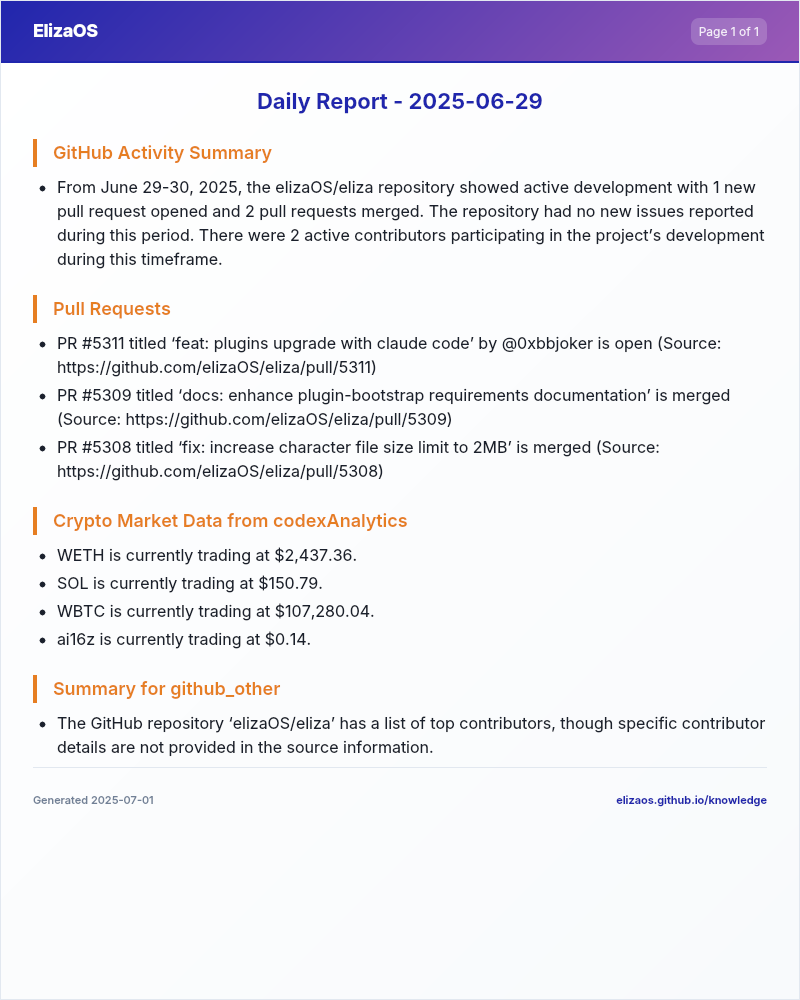 ElizaOS
Page 1 of 1
Daily Report - 2025-06-29
GitHub Activity Summary
• From June 29-30, 2025, the elizaOS/eliza repository showed active development with 1 new
pull request opened and 2 pull requests merged. The repository had no new issues reported
during this period. There were 2 active contributors participating in the project’s development
during this timeframe.
Pull Requests
• PR #5311 titled ‘feat: plugins upgrade with claude code’ by @0xbbjoker is open (Source:
https://github.com/elizaOS/eliza/pull/5311)
• PR #5309 titled ‘docs: enhance plugin-bootstrap requirements documentation’ is merged
(Source: https://github.com/elizaOS/eliza/pull/5309)
• PR #5308 titled ‘fix: increase character file size limit to 2MB’ is merged (Source:
https://github.com/elizaOS/eliza/pull/5308)
Crypto Market Data from codexAnalytics
• WETH is currently trading at $2,437.36.
• SOL is currently trading at $150.79.
• WBTC is currently trading at $107,280.04.
• ai16z is currently trading at $0.14.
Summary for github_other
• The GitHub repository ‘elizaOS/eliza’ has a list of top contributors, though specific contributor
details are not provided in the source information.
Generated 2025-07-01
elizaos.github.io/knowledge